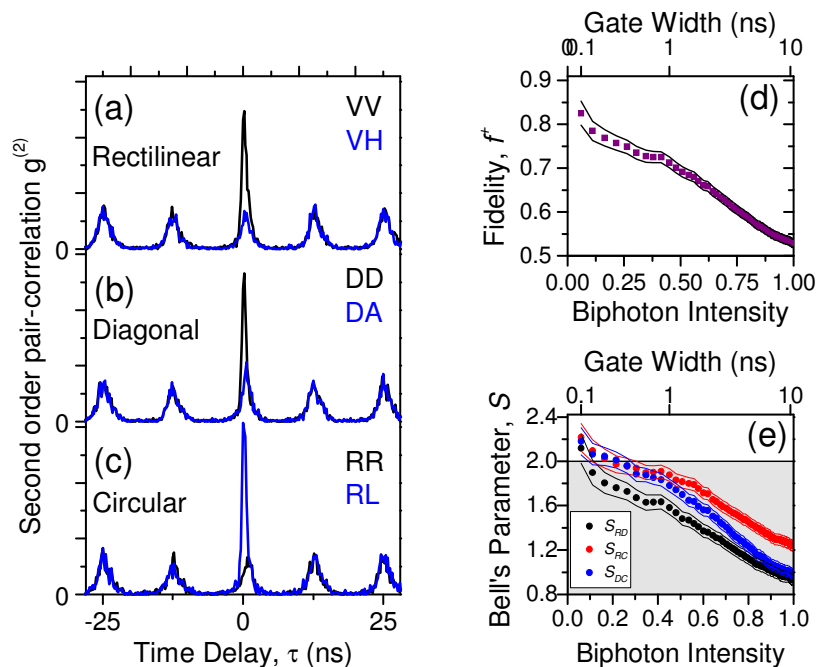 Second order pair-correlation g(2)
(a)
VV
VH
Rectilinear
0
(b)
DD
DA
Diagonal
0
(c)
RR
RL
Circular
0
-25 0 25
Time Delay, τ (ns)
Gate Width (ns)
0.1 1 10
(d)
Fidelity, f+
0.9
0.8
0.7
0.6
0.5
0.00 0.25 0.50 0.75 1.00
Biphoton Intensity
Gate Width (ns)
0.1 1 10
(e)
Bell's Parameter, S
2.4
2.0
1.6
1.2
0.8
SRD
SRC
SDC
0.0 0.2 0.4 0.6 0.8 1.0
Biphoton Intensity